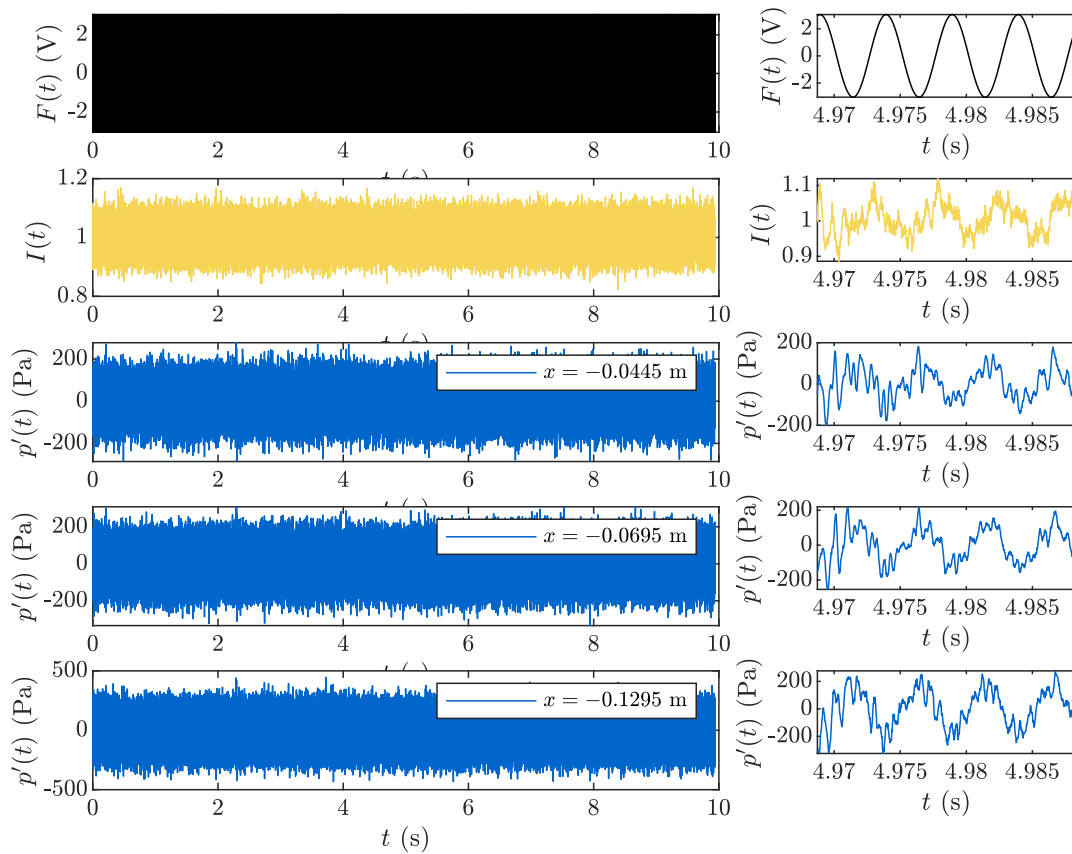 F(t) (V)
2
0
-2
0 2 4 6 8 10
t (s)
F(t) (V)
2
0
-2
4.97 4.975 4.98 4.985
t (s)
I(t)
1.2
1
0.8
0 2 4 6 8 10
t (s)
I(t)
1.1
1
0.9
4.97 4.975 4.98 4.985
t (s)
p′(t) (Pa)
200
0
-200
x = −0.0445 m
0 2 4 6 8 10
t (s)
p′(t) (Pa)
200
0
-200
4.97 4.975 4.98 4.985
t (s)
p′(t) (Pa)
200
0
-200
x = −0.0695 m
0 2 4 6 8 10
t (s)
p′(t) (Pa)
200
0
-200
4.97 4.975 4.98 4.985
t (s)
p′(t) (Pa)
500
0
-500
x = −0.1295 m
0 2 4 6 8 10
t (s)
p′(t) (Pa)
200
0
-200
4.97 4.975 4.98 4.985
t (s)